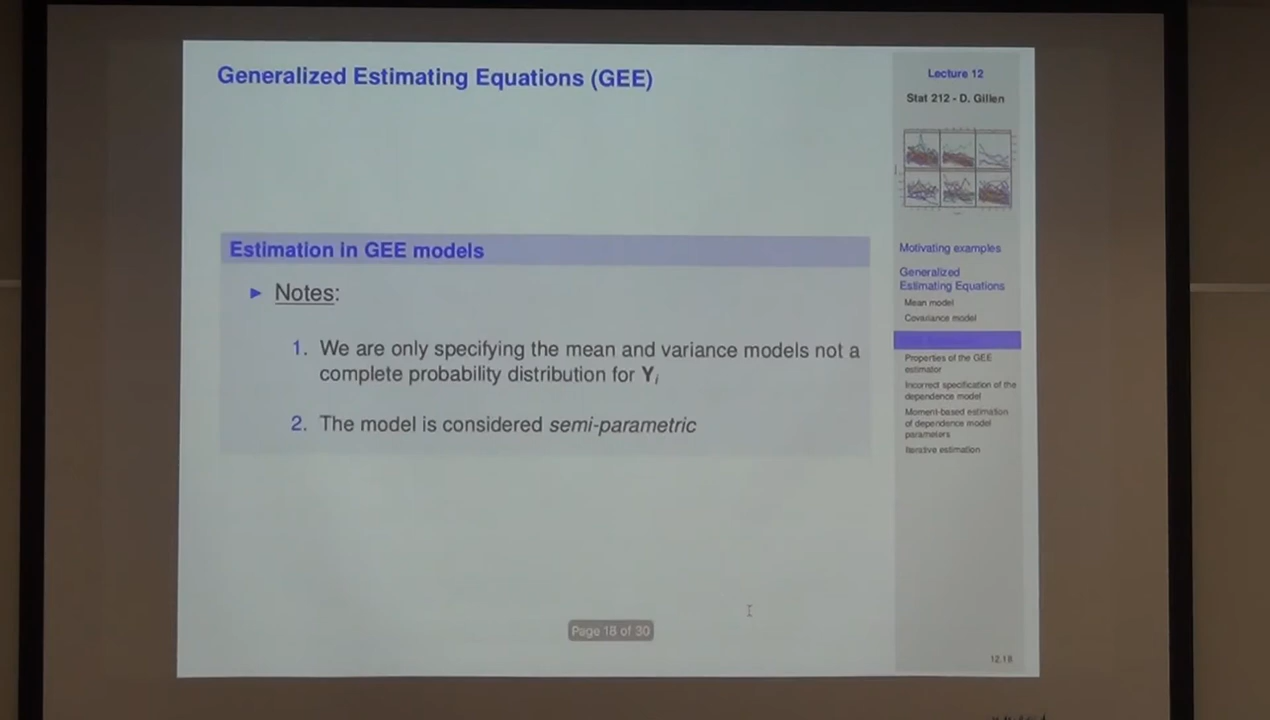 Generalized Estimating Equations (GEE)
Lecture 12
Stat 212 - D. Gillen
Estimation in GEE models
► Notes:
1. We are only specifying the mean and variance models not a
complete probability distribution for Yi
2. The model is considered semi-parametric
Motivating examples
Generalized
Estimating Equations
Mean model
Covariance model
Properties of the GEE
estimator
Incorrect specification of the
dependence model
Moment-based estimation
of dependence model
parameters
Iterative estimation
Page 18 of 30
12.18